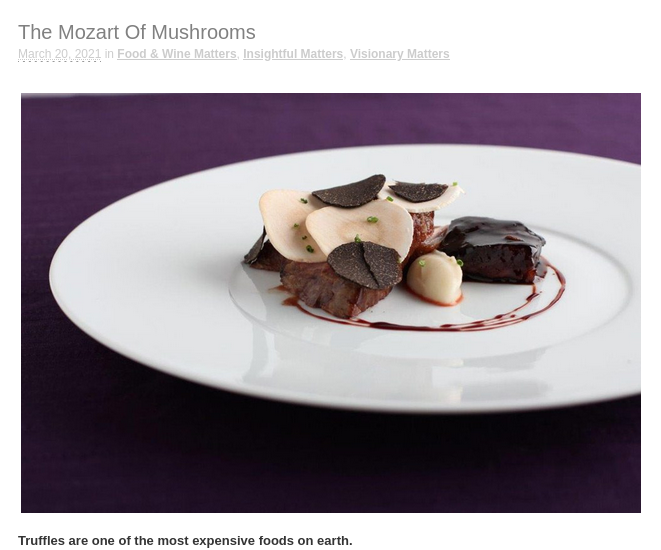 The Mozart Of Mushrooms
March 20, 2021 in Food & Wine Matters, Insightful Matters, Visionary Matters
Truffles are one of the most expensive foods on earth.